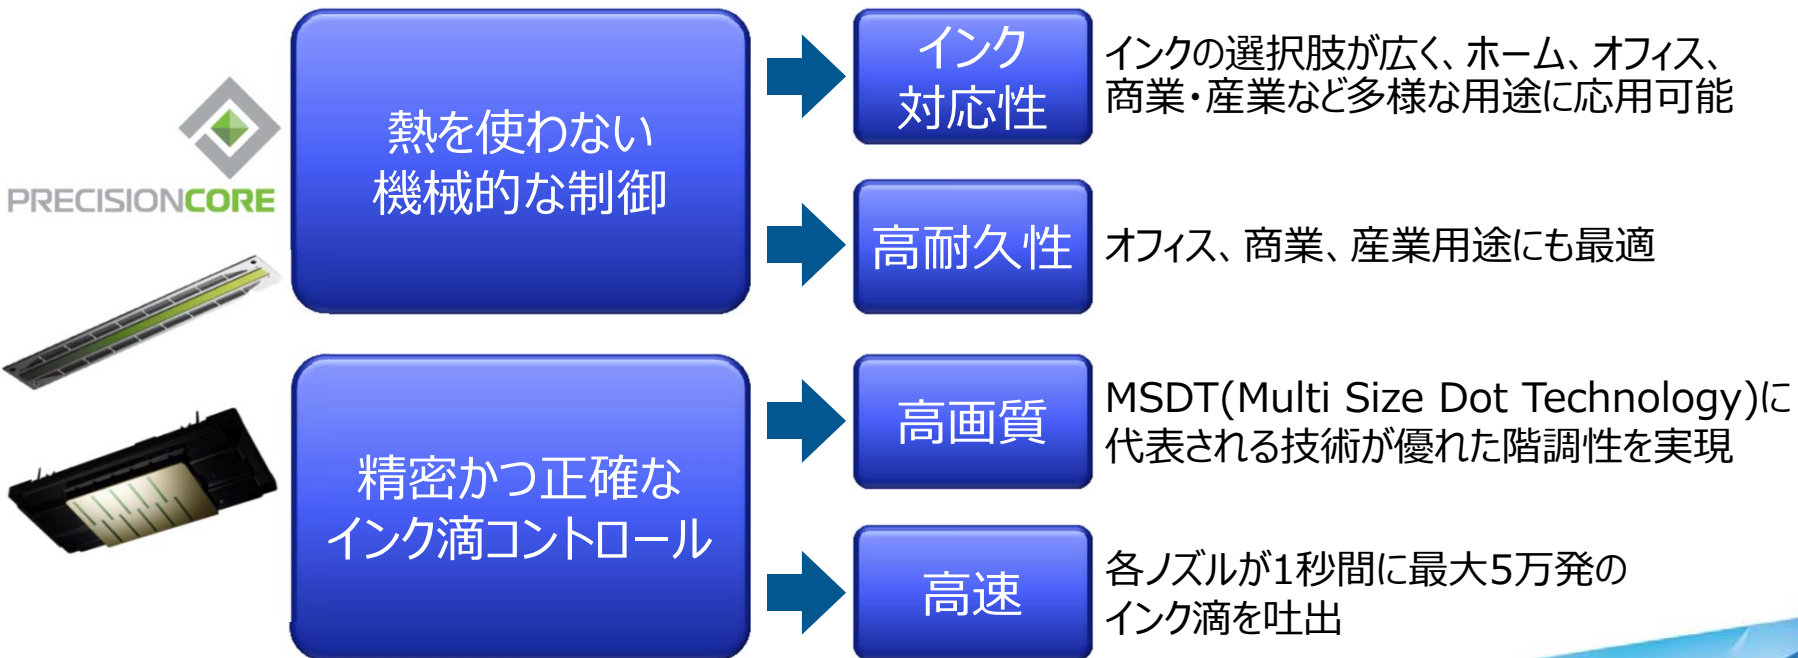 PRECISIONCORE
熱を使わない
機械的な制御
インク
対応性
インクの選択肢が広く、ホーム、オフィス、
商業・産業など多様な用途に応用可能
高耐久性
オフィス、商業、産業用途にも最適
精密かつ正確な
インク滴コントロール
高画質
MSDT(Multi Size Dot Technology)に
代表される技術が優れた階調性を実現
高速
各ノズルが1秒間に最大5万発の
インク滴を吐出